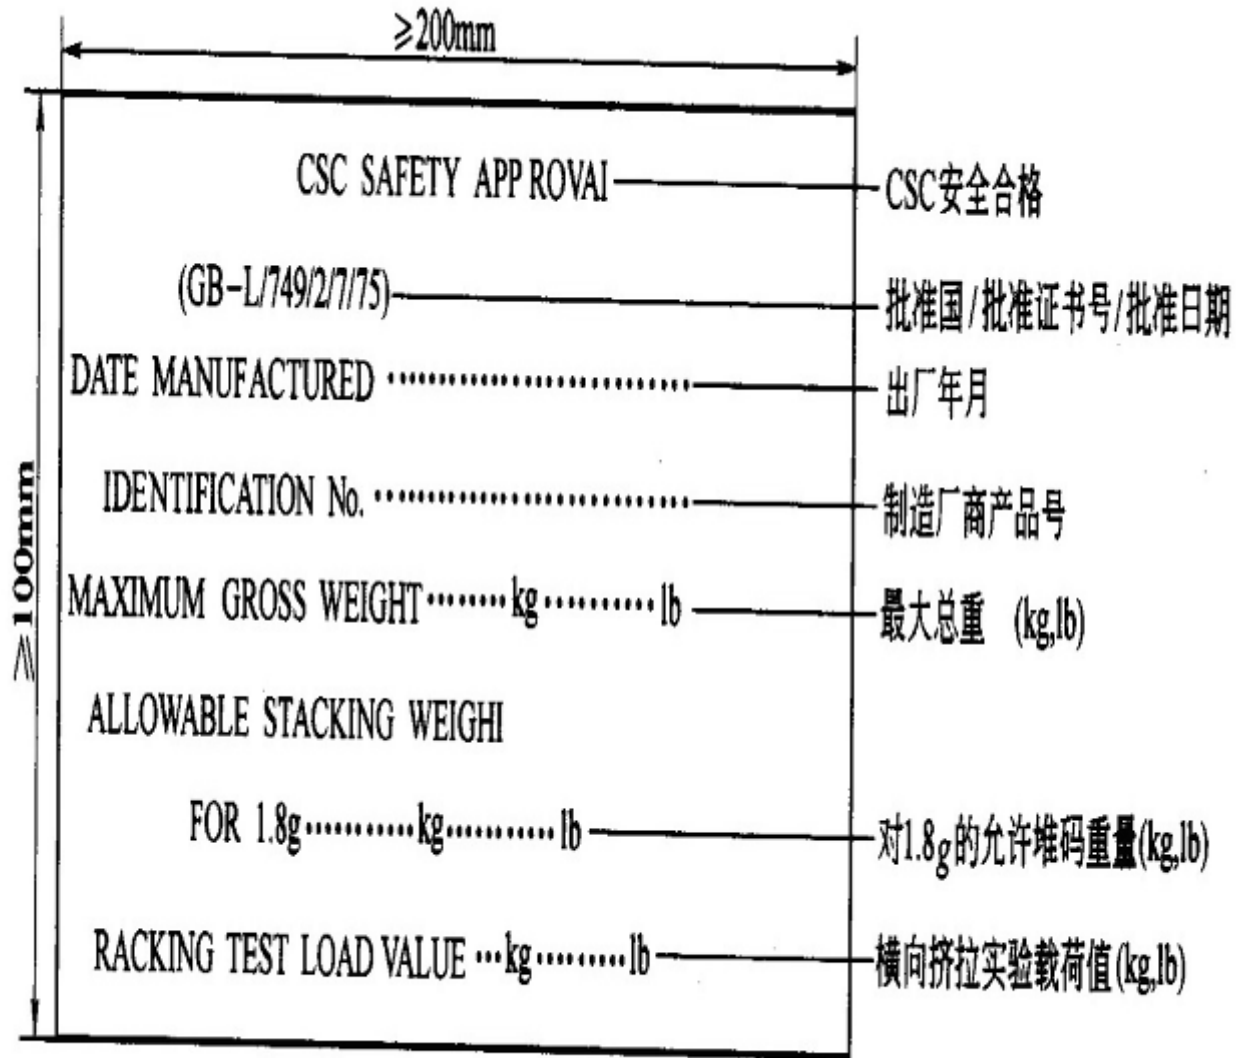 ≥200mm
CSC SAFETY APP ROVAI CSC安全合格
(GB-L/749/2/7/75) 批准国/批准证书号/批准日期
DATE MANUFACTURED ........................... 出厂年月
IDENTIFICATION No. ........................... 制造厂商产品号
≥100mm
MAXIMUM GROSS WEIGHT........kg.........lb 最大总重 (kg,lb)
ALLOWABLE STACKING WEIGHI
FOR 1.8g..........kg..........lb 对1.8g的允许堆码重量(kg,lb)
RACKING TEST LOAD VALUE ...kg.........lb 横向挤拉实验载荷值(kg,lb)